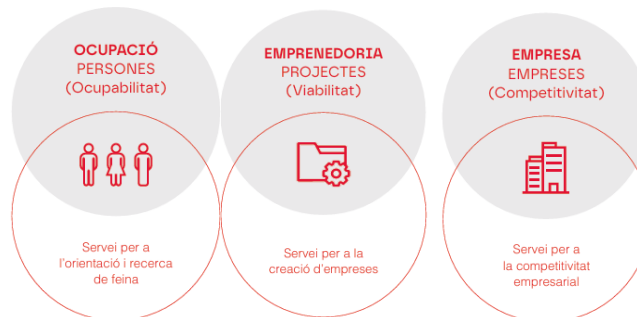 OCUPACIÓ
PERSONES
(Ocupabilitat)
Servei per a
l'orientació i recerca
de feina
EMPRENEDORIA
PROJECTES
(Viabilitat)
Servei per a la
creació d'empreses
EMPRESA
EMPRESES
(Competitivitat)
Servei per a
la competitivitat
empresarial